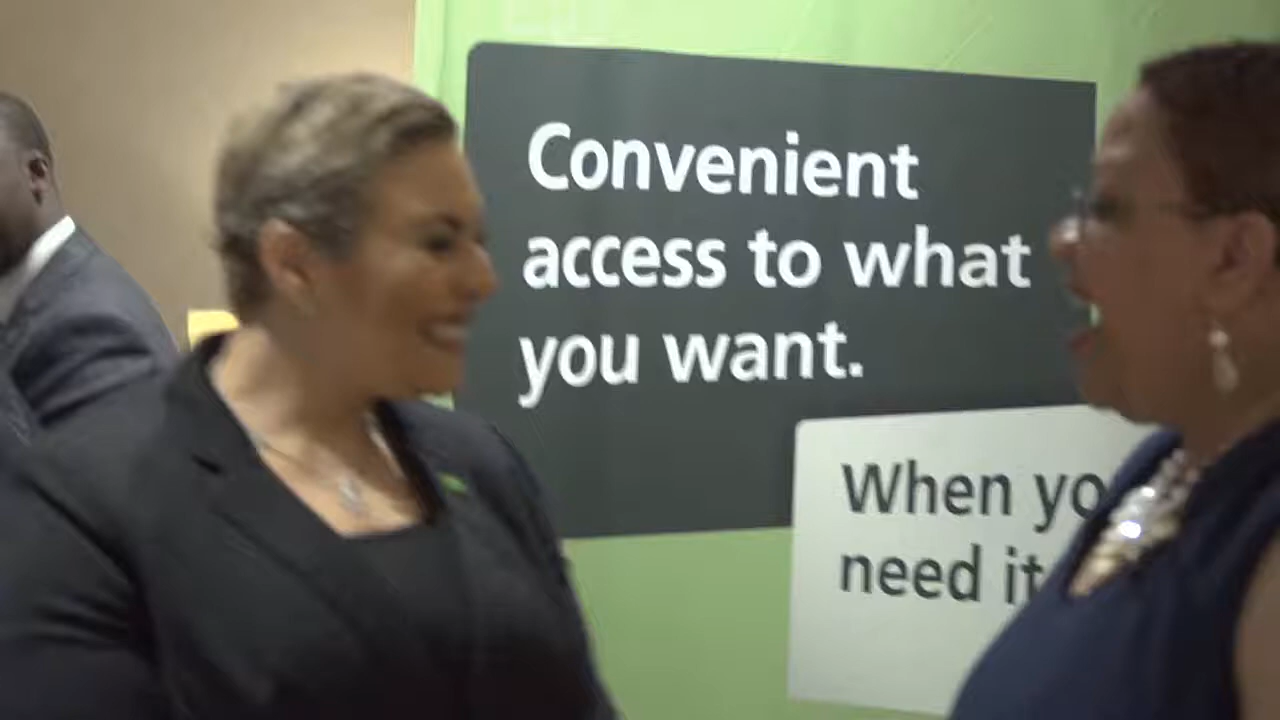 Convenient
access to what
you want.
When yo
need it